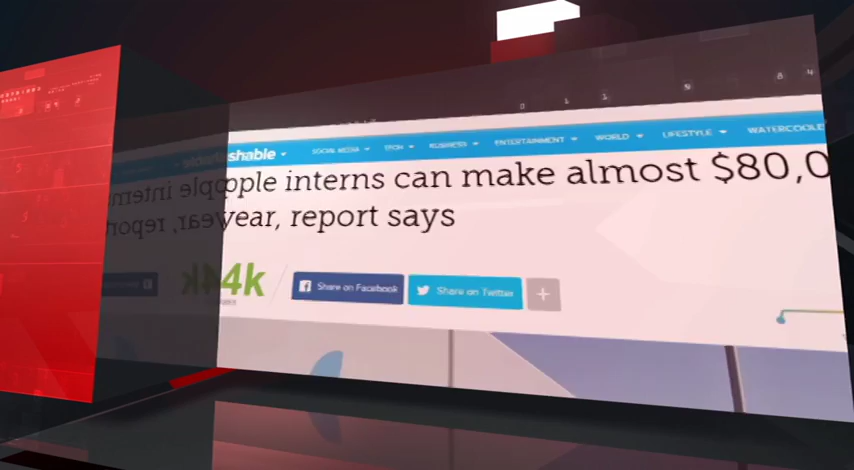 shable
SOCIAL MEDIA TECH BUSINESS ENTERTAINMENT WORLD LIFESTYLE WATERCOOLE
ople interns can make almost $80,0
year, report says
4k
Share on Facebook Share on Twitter +